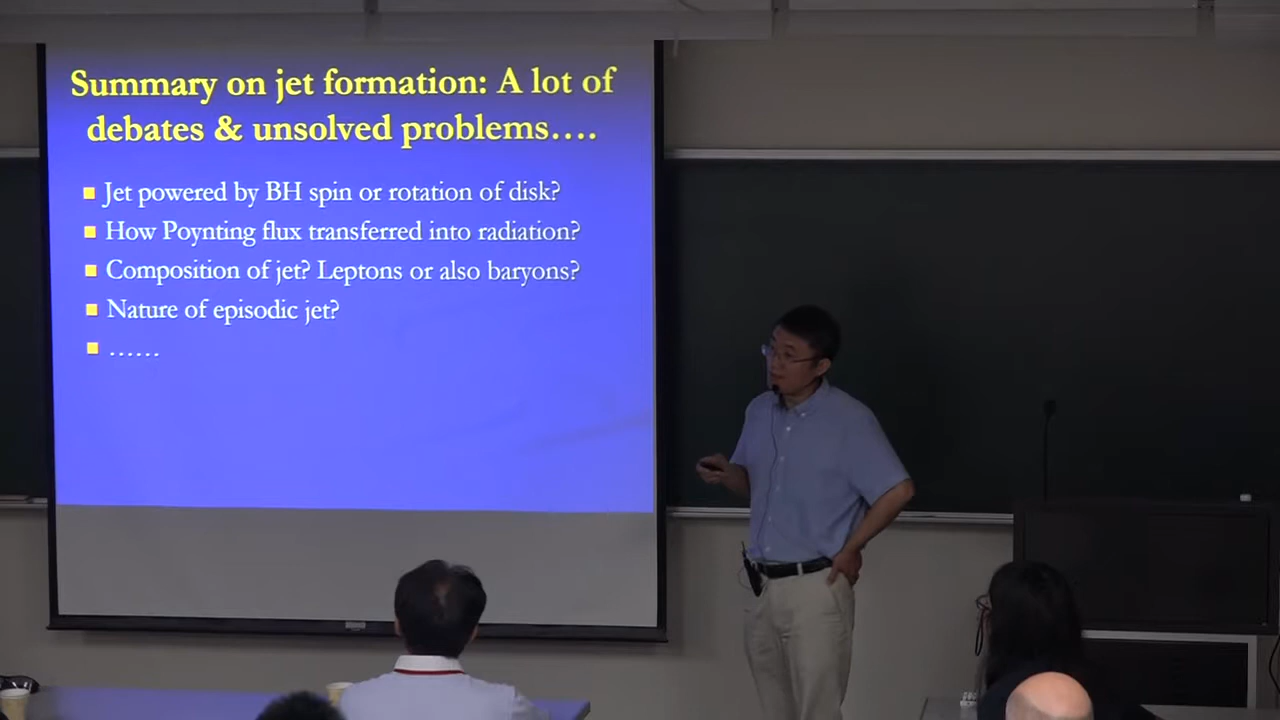 Summary on jet formation: A lot of
debates & unsolved problems….
Jet powered by BH spin or rotation of disk?
How Poynting flux transferred into radiation?
Composition of jet? Leptons or also baryons?
Nature of episodic jet?
……